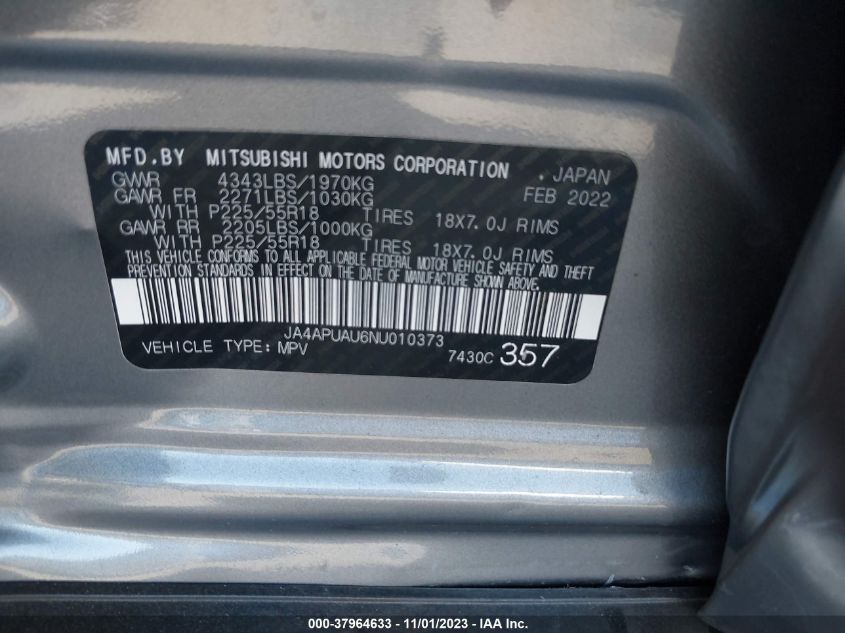 MFD.BY MITSUBISHI MOTORS CORPORATION . JAPAN
GVWR 4343LBS/1970KG FEB 2022
GAWR FR 2271LBS/1030KG
WITH P225/55R18 TIRES 18X7.0J RIMS
GAWR RR 2205LBS/1000KG
WITH P225/55R18 TIRES 18X7.0J RIMS
THIS VEHICLE CONFORMS TO ALL APPLICABLE FEDERAL MOTOR VEHICLE SAFETY AND THEFT
PREVENTION STANDARDS IN EFFECT ON THE DATE OF MANUFACTURE SHOWN ABOVE.
JA4APUAU6NU010373
VEHICLE TYPE: MPV 7430C 357
000-37964633 - 11/01/2023 - IAA Inc.